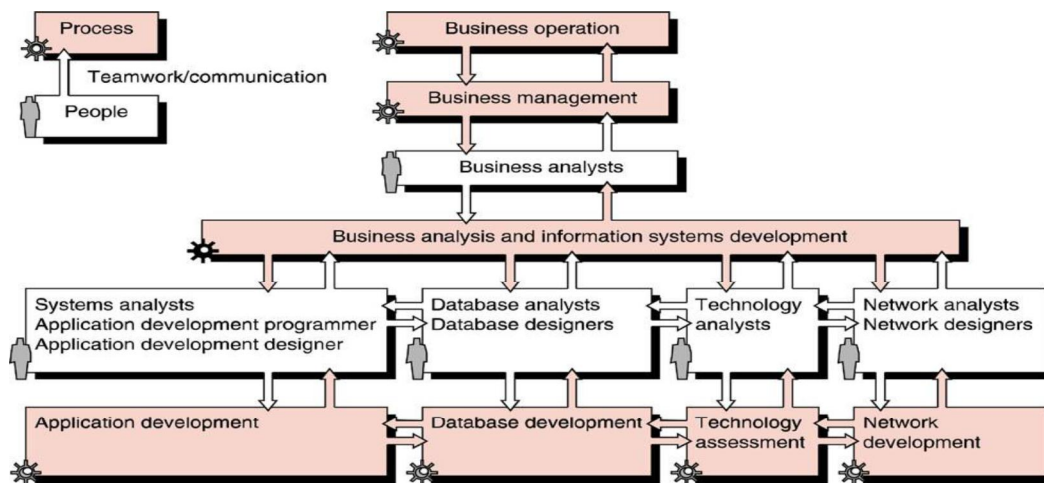 Process
Teamwork/communication
People
Business operation
Business management
Business analysts
Business analysis and information systems development
Systems analysts
Application development programmer
Application development designer
Database analysts
Database designers
Technology
analysts
Network analysts
Network designers
Application development
Database development
Technology
assessment
Network
development